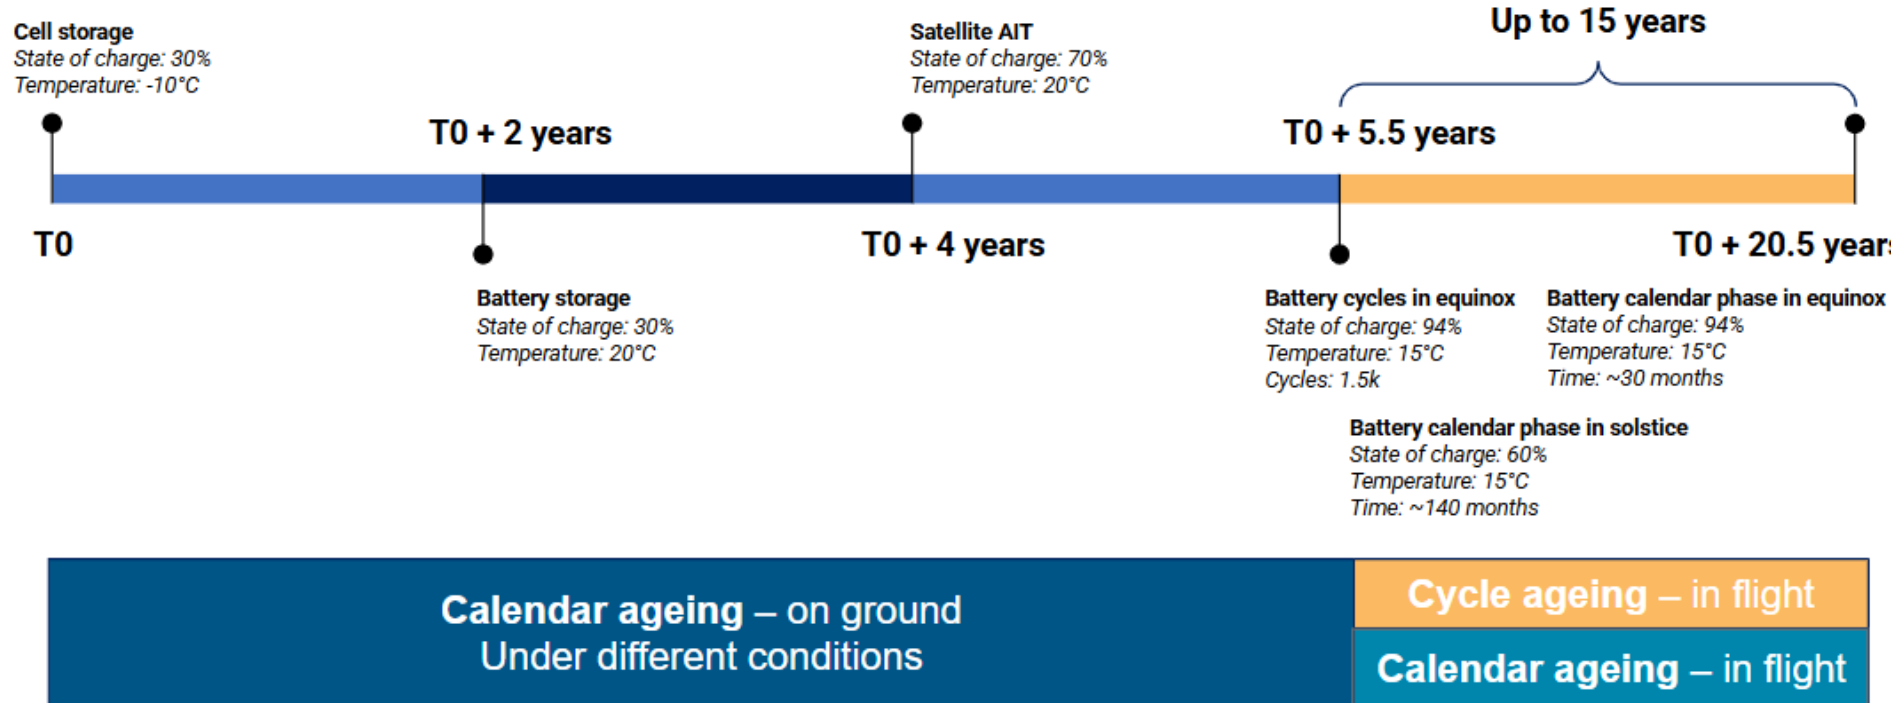 Cell storage
State of charge: 30%
Temperature: -10°C
Satellite AIT
State of charge: 70%
Temperature: 20°C
Up to 15 years
T0 + 2 years
T0 + 5.5 years
T0
T0 + 4 years
T0 + 20.5 years
Battery storage
State of charge: 30%
Temperature: 20°C
Battery cycles in equinox
State of charge: 94%
Temperature: 15°C
Cycles: 1.5k
Battery calendar phase in equinox
State of charge: 94%
Temperature: 15°C
Time: ~30 months
Battery calendar phase in solstice
State of charge: 60%
Temperature: 15°C
Time: ~140 months
Calendar ageing – on ground
Under different conditions
Cycle ageing – in flight
Calendar ageing – in flight